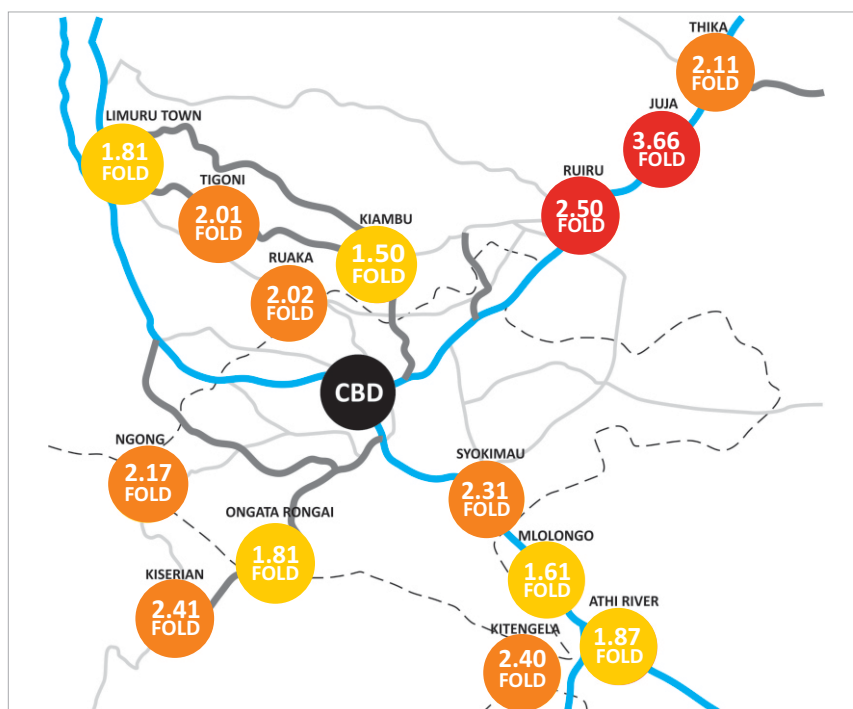 THIKA
2.11
FOLD
JUJA
3.66
FOLD
LIMURU TOWN
1.81
FOLD
TIGONI
2.01
FOLD
RUIRU
2.50
FOLD
KIAMBU
1.50
FOLD
RUAKA
2.02
FOLD
CBD
NGONG
2.17
FOLD
SYOKIMAU
2.31
FOLD
ONGATA RONGAI
1.81
FOLD
MLOLONGO
1.61
FOLD
KISERIAN
2.41
FOLD
ATHI RIVER
1.87
FOLD
KITENGELA
2.40
FOLD